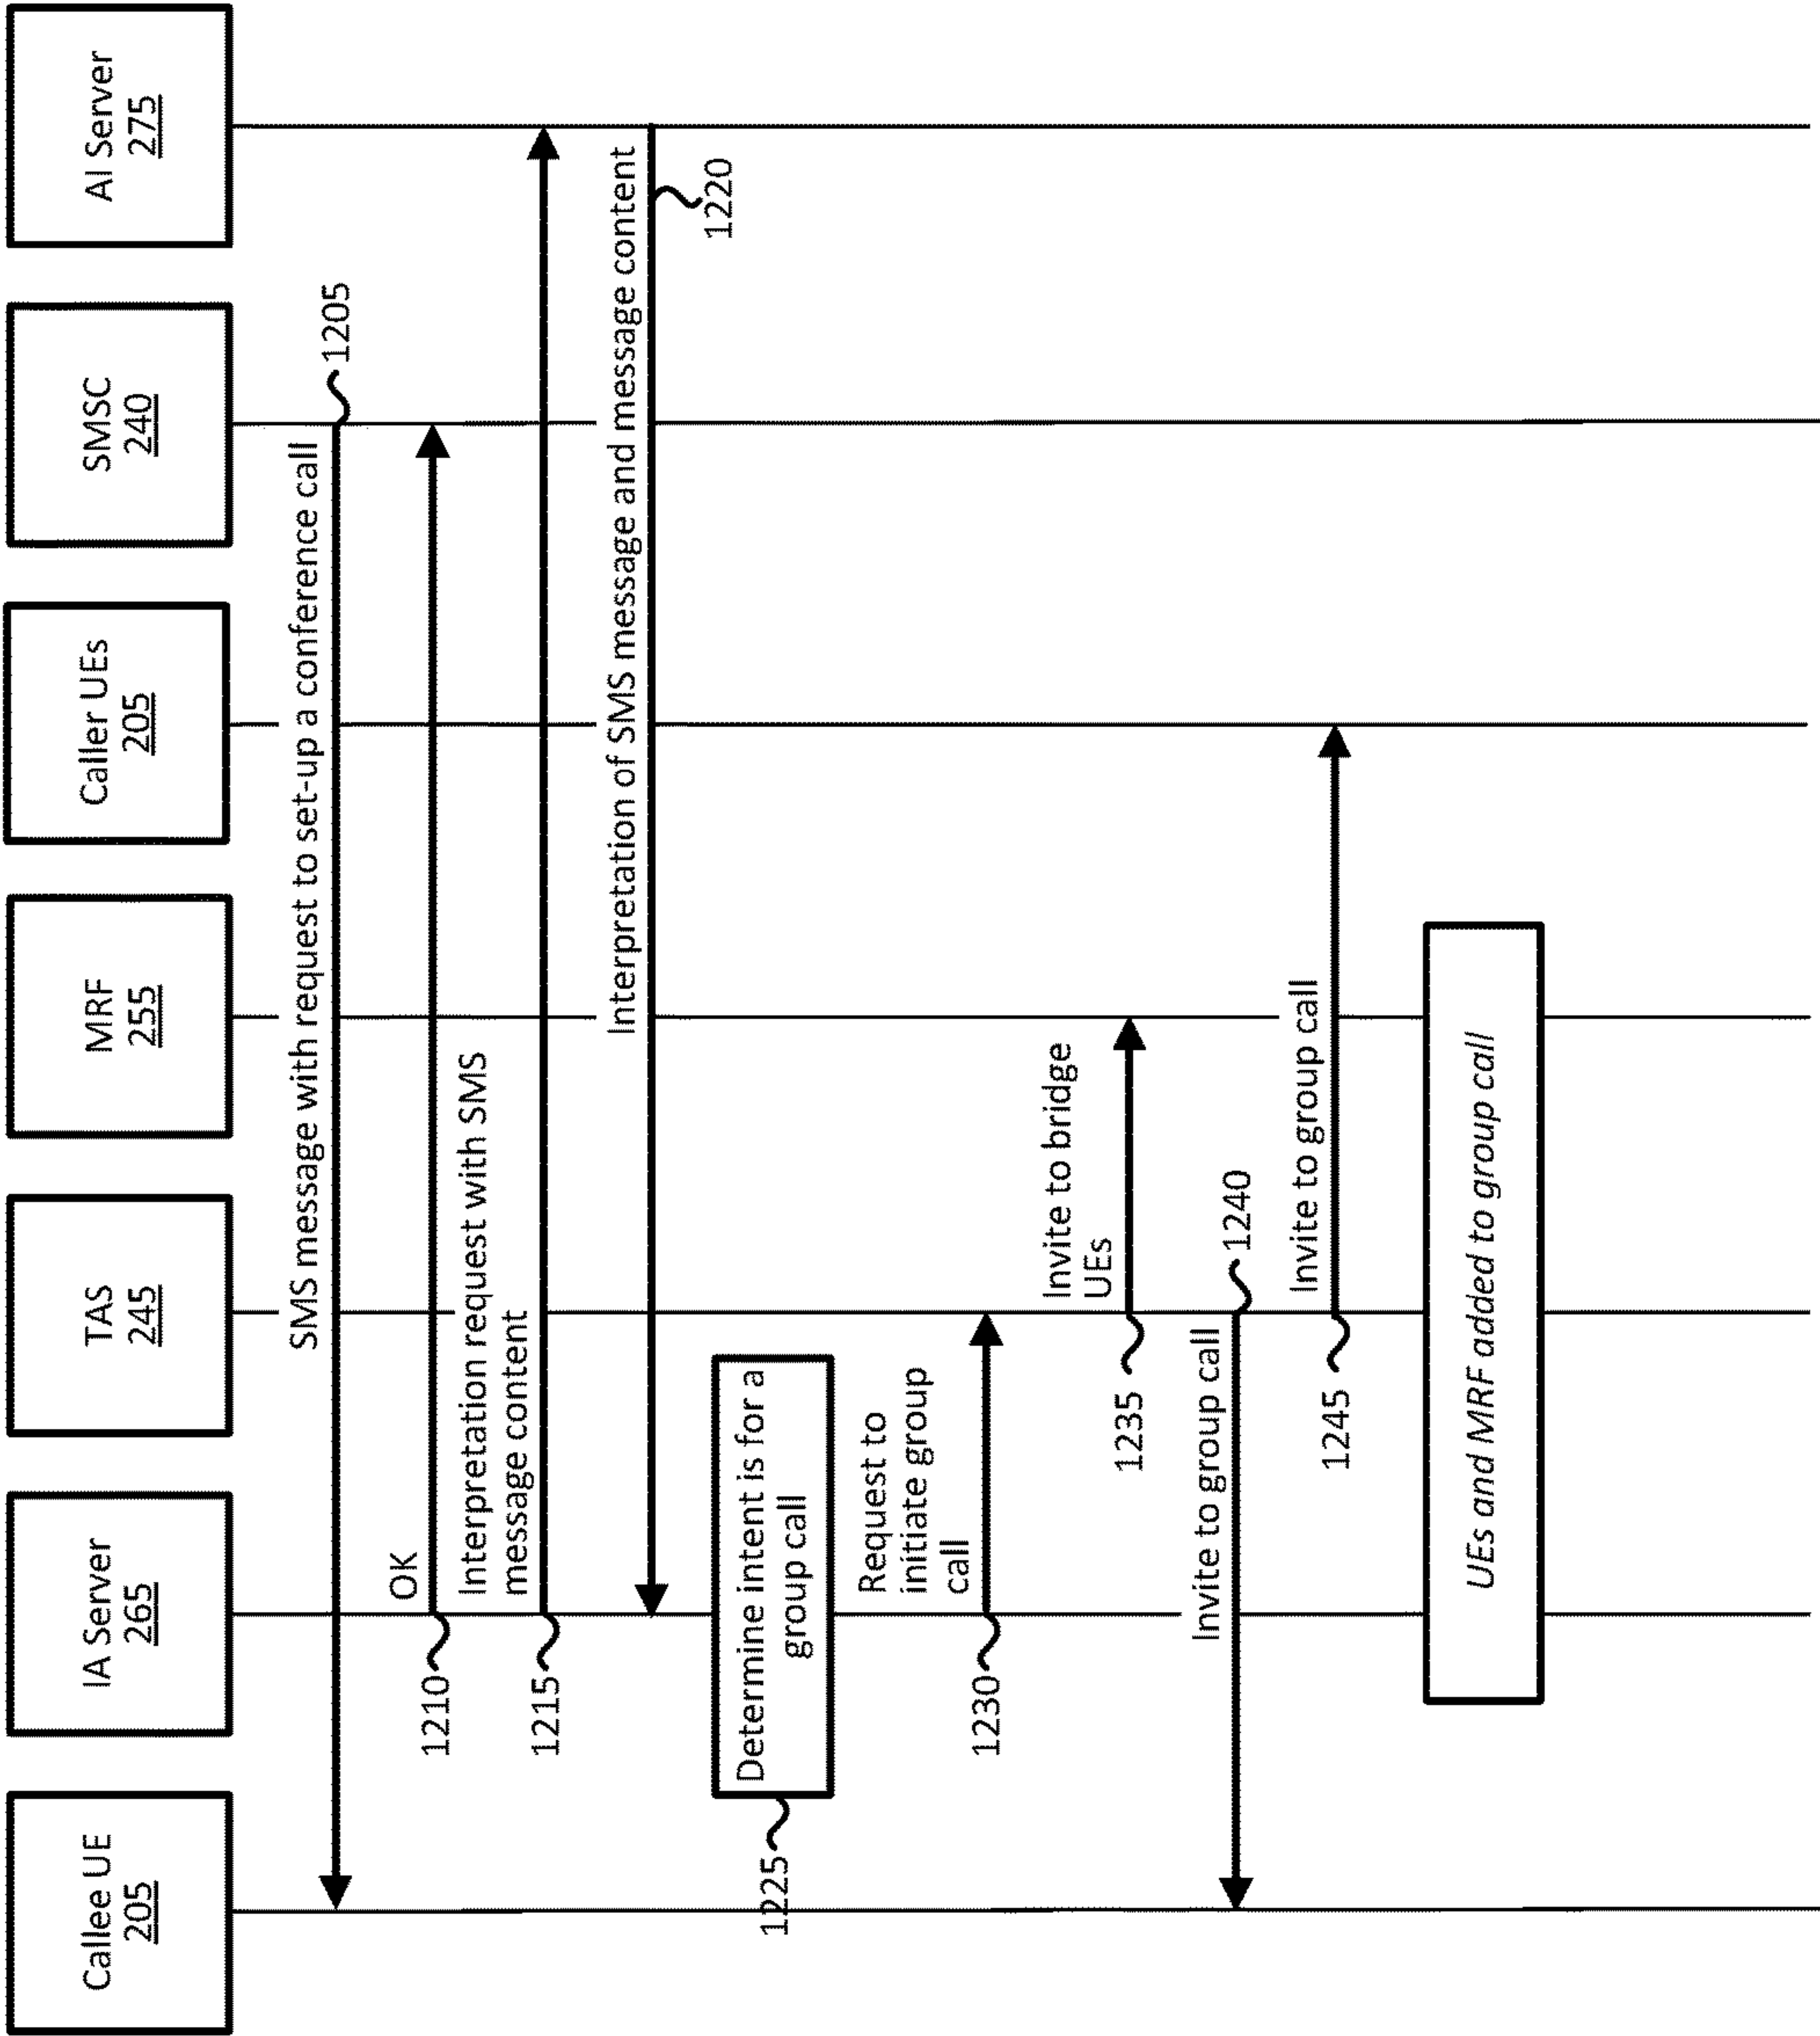 Callee UE
205
IA Server
265
TAS
245
MRF
255
Caller UEs
205
SMSC
240
AI Server
275
SMS message with request to set-up a conference call
1205
OK
1210
Interpretation request with SMS
message content
1215
Interpretation of SMS message and message content
1220
Determine intent is for a
group call
1225
Request to
initiate group
call
1230
Invite to bridge
UEs
1235
Invite to group call
1240
Invite to group call
1245
UEs and MRF added to group call